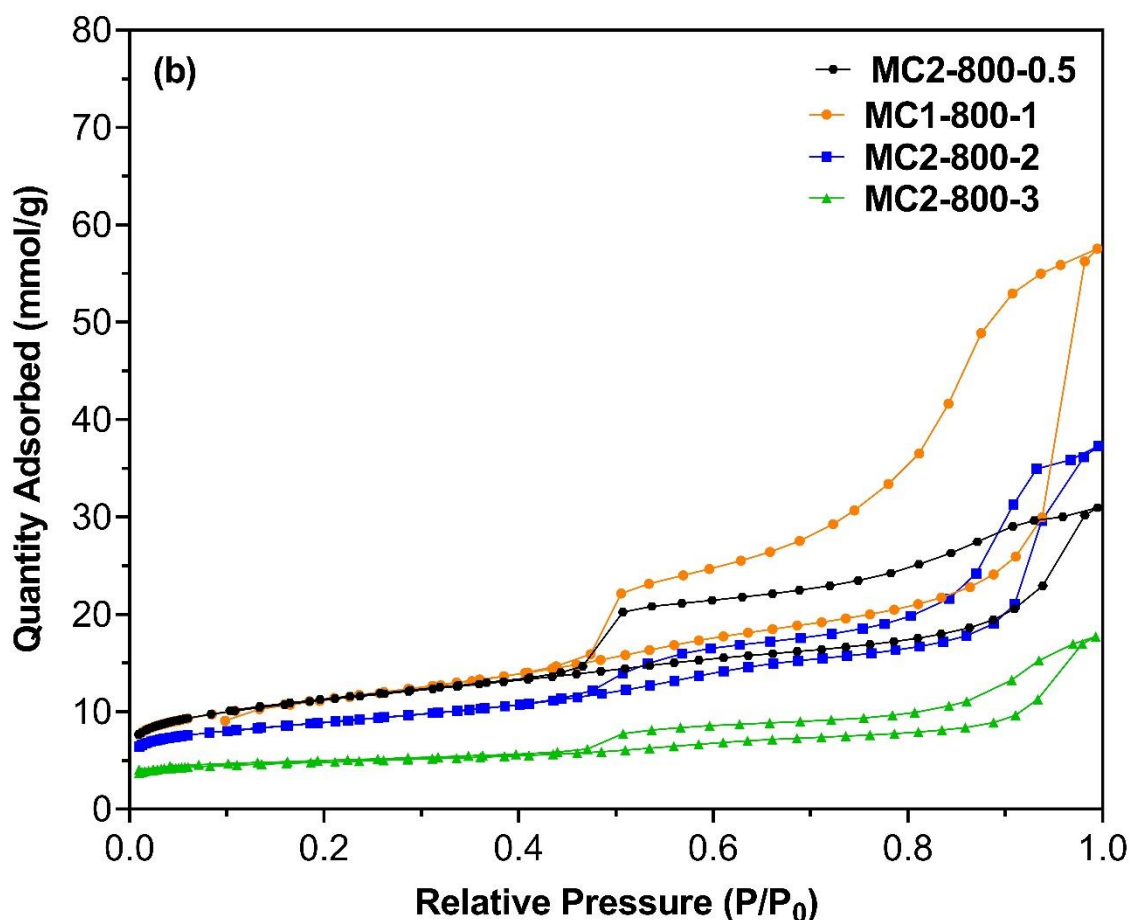 (b)
MC2-800-0.5
MC1-800-1
MC2-800-2
MC2-800-3
Quantity Adsorbed (mmol/g)
80
70
60
50
40
30
20
10
0
0.0 0.2 0.4 0.6 0.8 1.0
Relative Pressure (P/P₀)